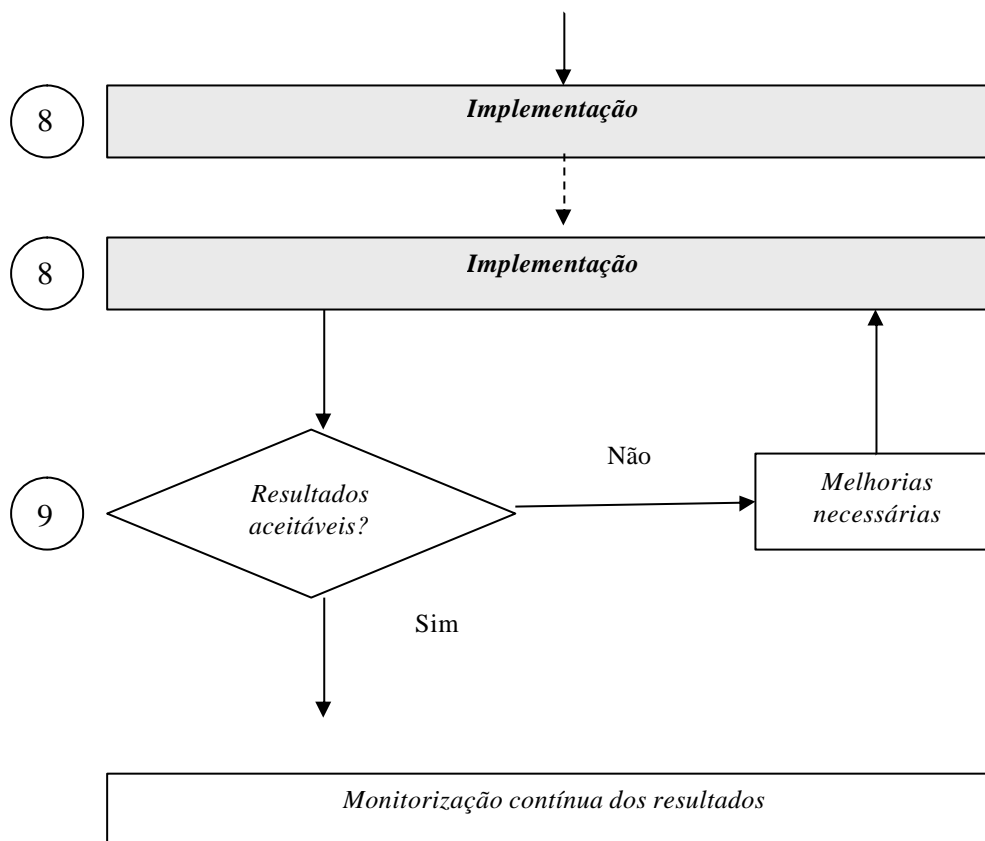 8
Implementação
8
Implementação
Não
9
Resultados
aceitáveis?
Melhorias
necessárias
Sim
Monitorização contínua dos resultados